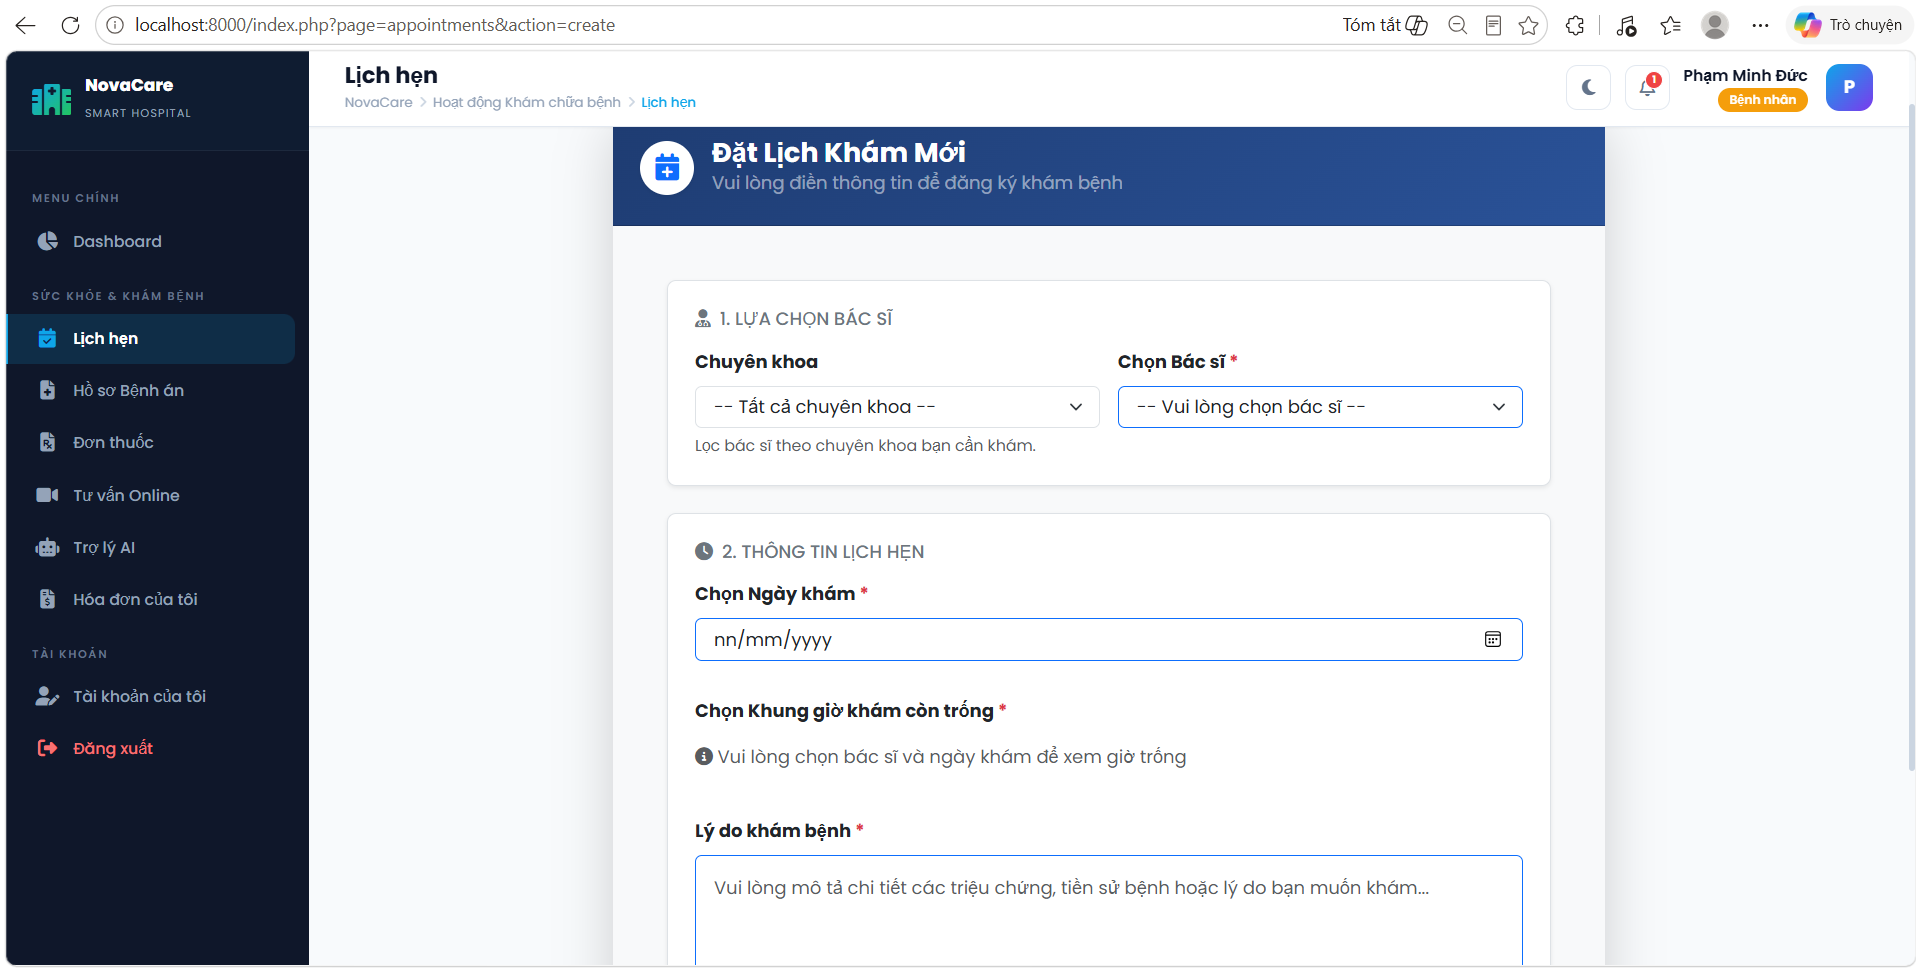 localhost:8000/index.php?page=appointments&action=create
Tóm tắt
Trò chuyện
NovaCare
SMART HOSPITAL
MENU CHÍNH
Dashboard
SỨC KHỎE & KHÁM BỆNH
Lịch hẹn
Hồ sơ Bệnh án
Đơn thuốc
Tư vấn Online
Trợ lý AI
Hóa đơn của tôi
TÀI KHOẢN
Tài khoản của tôi
Đăng xuất
Lịch hẹn
NovaCare > Hoạt động Khám chữa bệnh > Lịch hẹn
1
Phạm Minh Đức
Bệnh nhân
P
Đặt Lịch Khám Mới
Vui lòng điền thông tin để đăng ký khám bệnh
1. LỰA CHỌN BÁC SĨ
Chuyên khoa
-- Tất cả chuyên khoa --
Lọc bác sĩ theo chuyên khoa bạn cần khám.
Chọn Bác sĩ *
-- Vui lòng chọn bác sĩ --
2. THÔNG TIN LỊCH HẸN
Chọn Ngày khám *
nn/mm/yyyy
Chọn Khung giờ khám còn trống *
Vui lòng chọn bác sĩ và ngày khám để xem giờ trống
Lý do khám bệnh *
Vui lòng mô tả chi tiết các triệu chứng, tiền sử bệnh hoặc lý do bạn muốn khám...